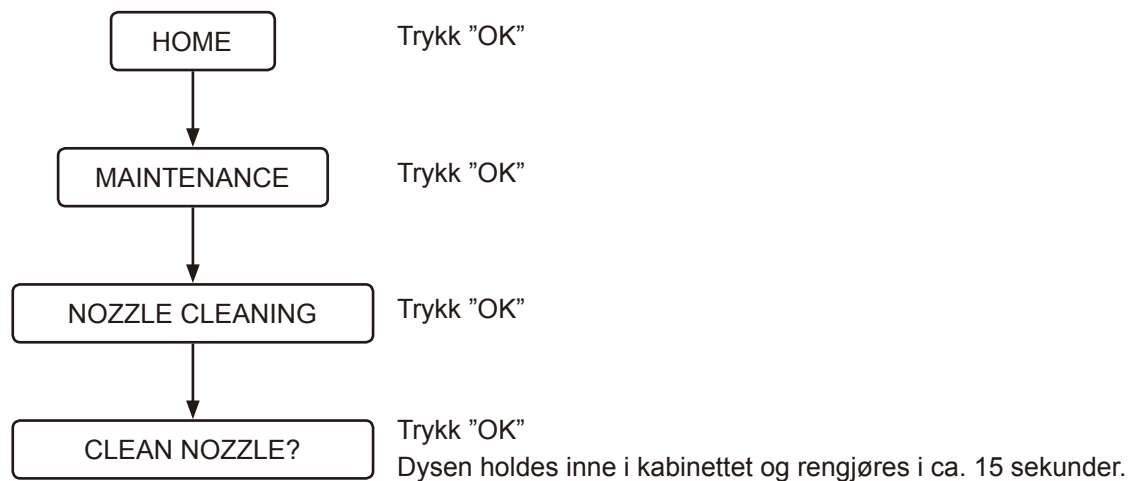 HOME
Trykk ”OK”
MAINTENANCE
Trykk ”OK”
NOZZLE CLEANING
Trykk ”OK”
CLEAN NOZZLE?
Trykk ”OK”
Dysen holdes inne i kabinettet og rengjøres i ca. 15 sekunder.